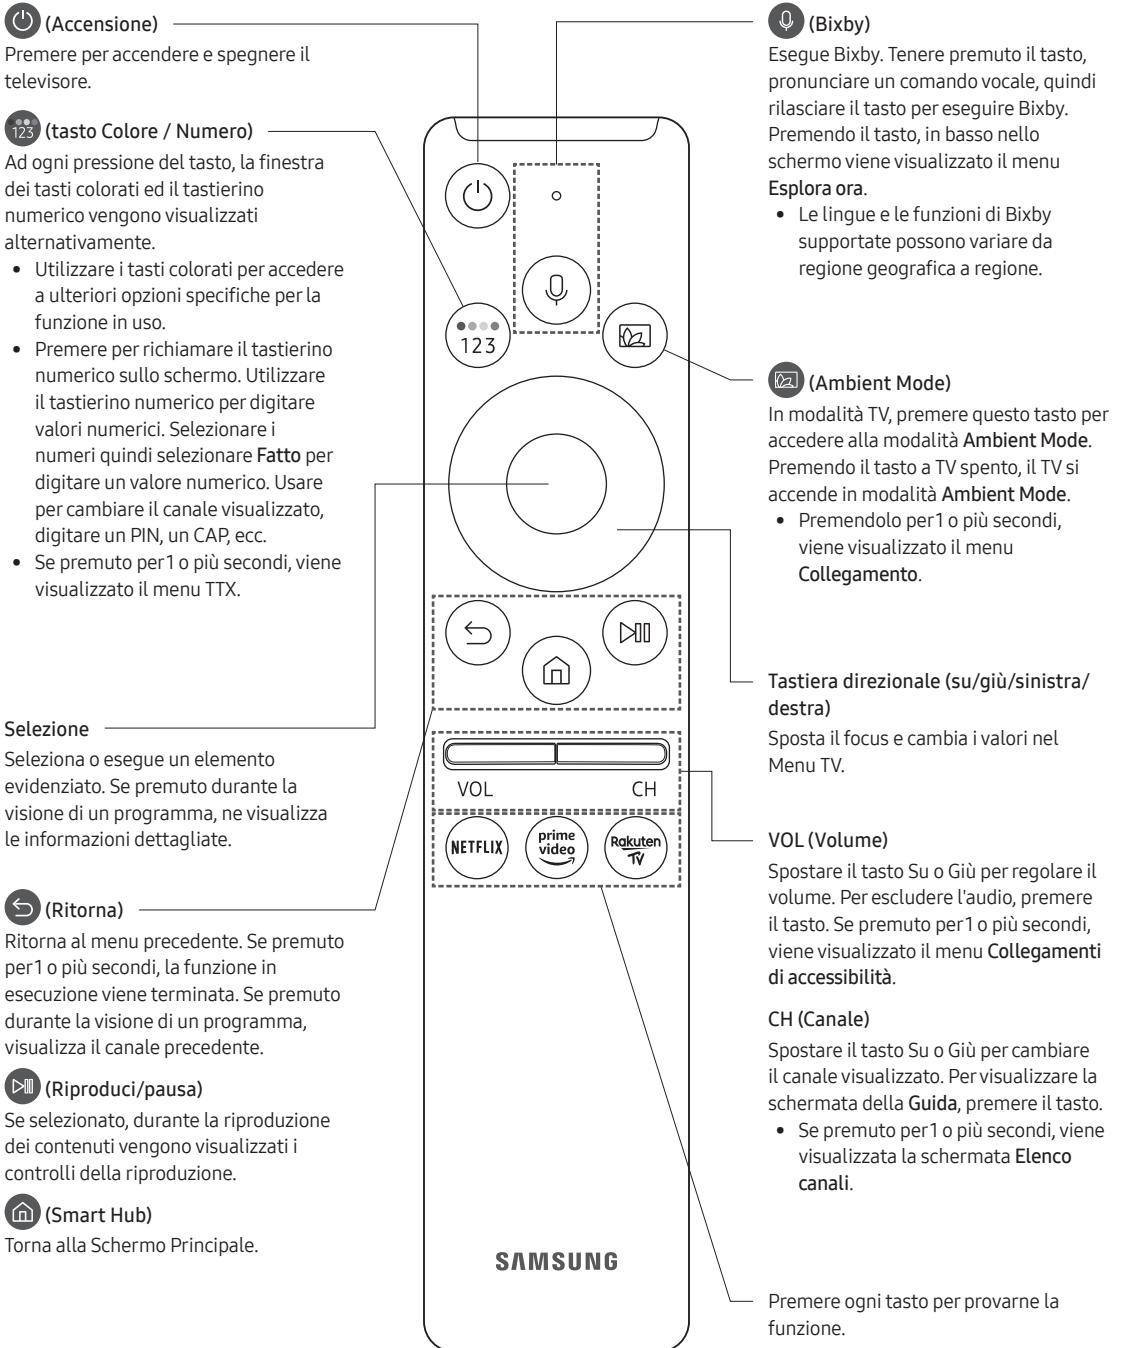 (Accensione)
Premere per accendere e spegnere il
televisore.
123 (tasto Colore / Numero)
Ad ogni pressione del tasto, la finestra
dei tasti colorati ed il tastierino
numerico vengono visualizzati
alternativamente.
• Utilizzare i tasti colorati per accedere
a ulteriori opzioni specifiche per la
funzione in uso.
• Premere per richiamare il tastierino
numerico sullo schermo. Utilizzare
il tastierino numerico per digitare
valori numerici. Selezionare i
numeri quindi selezionare Fatto per
digitare un valore numerico. Usare
per cambiare il canale visualizzato,
digitare un PIN, un CAP, ecc.
• Se premuto per 1 o più secondi, viene
visualizzato il menu TTX.
Selezione
Seleziona o esegue un elemento
evidenziato. Se premuto durante la
visione di un programma, ne visualizza
le informazioni dettagliate.
(Ritorna)
Ritorna al menu precedente. Se premuto
per 1 o più secondi, la funzione in
esecuzione viene terminata. Se premuto
durante la visione di un programma,
visualizza il canale precedente.
(Riproduci/pausa)
Se selezionato, durante la riproduzione
dei contenuti vengono visualizzati i
controlli della riproduzione.
(Smart Hub)
Torna alla Schermo Principale.
123
VOL CH
NETFLIX
prime
video
Rakuten
TV
SAMSUNG
(Bixby)
Esegue Bixby. Tenere premuto il tasto,
pronunciare un comando vocale, quindi
rilasciare il tasto per eseguire Bixby.
Premendo il tasto, in basso nello
schermo viene visualizzato il menu
Esplora ora.
• Le lingue e le funzioni di Bixby
supportate possono variare da
regione geografica a regione.
(Ambient Mode)
In modalità TV, premere questo tasto per
accedere alla modalità Ambient Mode.
Premendo il tasto a TV spento, il TV si
accende in modalità Ambient Mode.
• Premendolo per 1 o più secondi,
viene visualizzato il menu
Collegamento.
Tastiera direzionale (su/giù/sinistra/
destra)
Sposta il focus e cambia i valori nel
Menu TV.
VOL (Volume)
Spostare il tasto Su o Giù per regolare il
volume. Per escludere l'audio, premere
il tasto. Se premuto per 1 o più secondi,
viene visualizzato il menu Collegamenti
di accessibilità.
CH (Canale)
Spostare il tasto Su o Giù per cambiare
il canale visualizzato. Per visualizzare la
schermata della Guida, premere il tasto.
• Se premuto per 1 o più secondi, viene
visualizzata la schermata Elenco
canali.
Premere ogni tasto per provarne la
funzione.